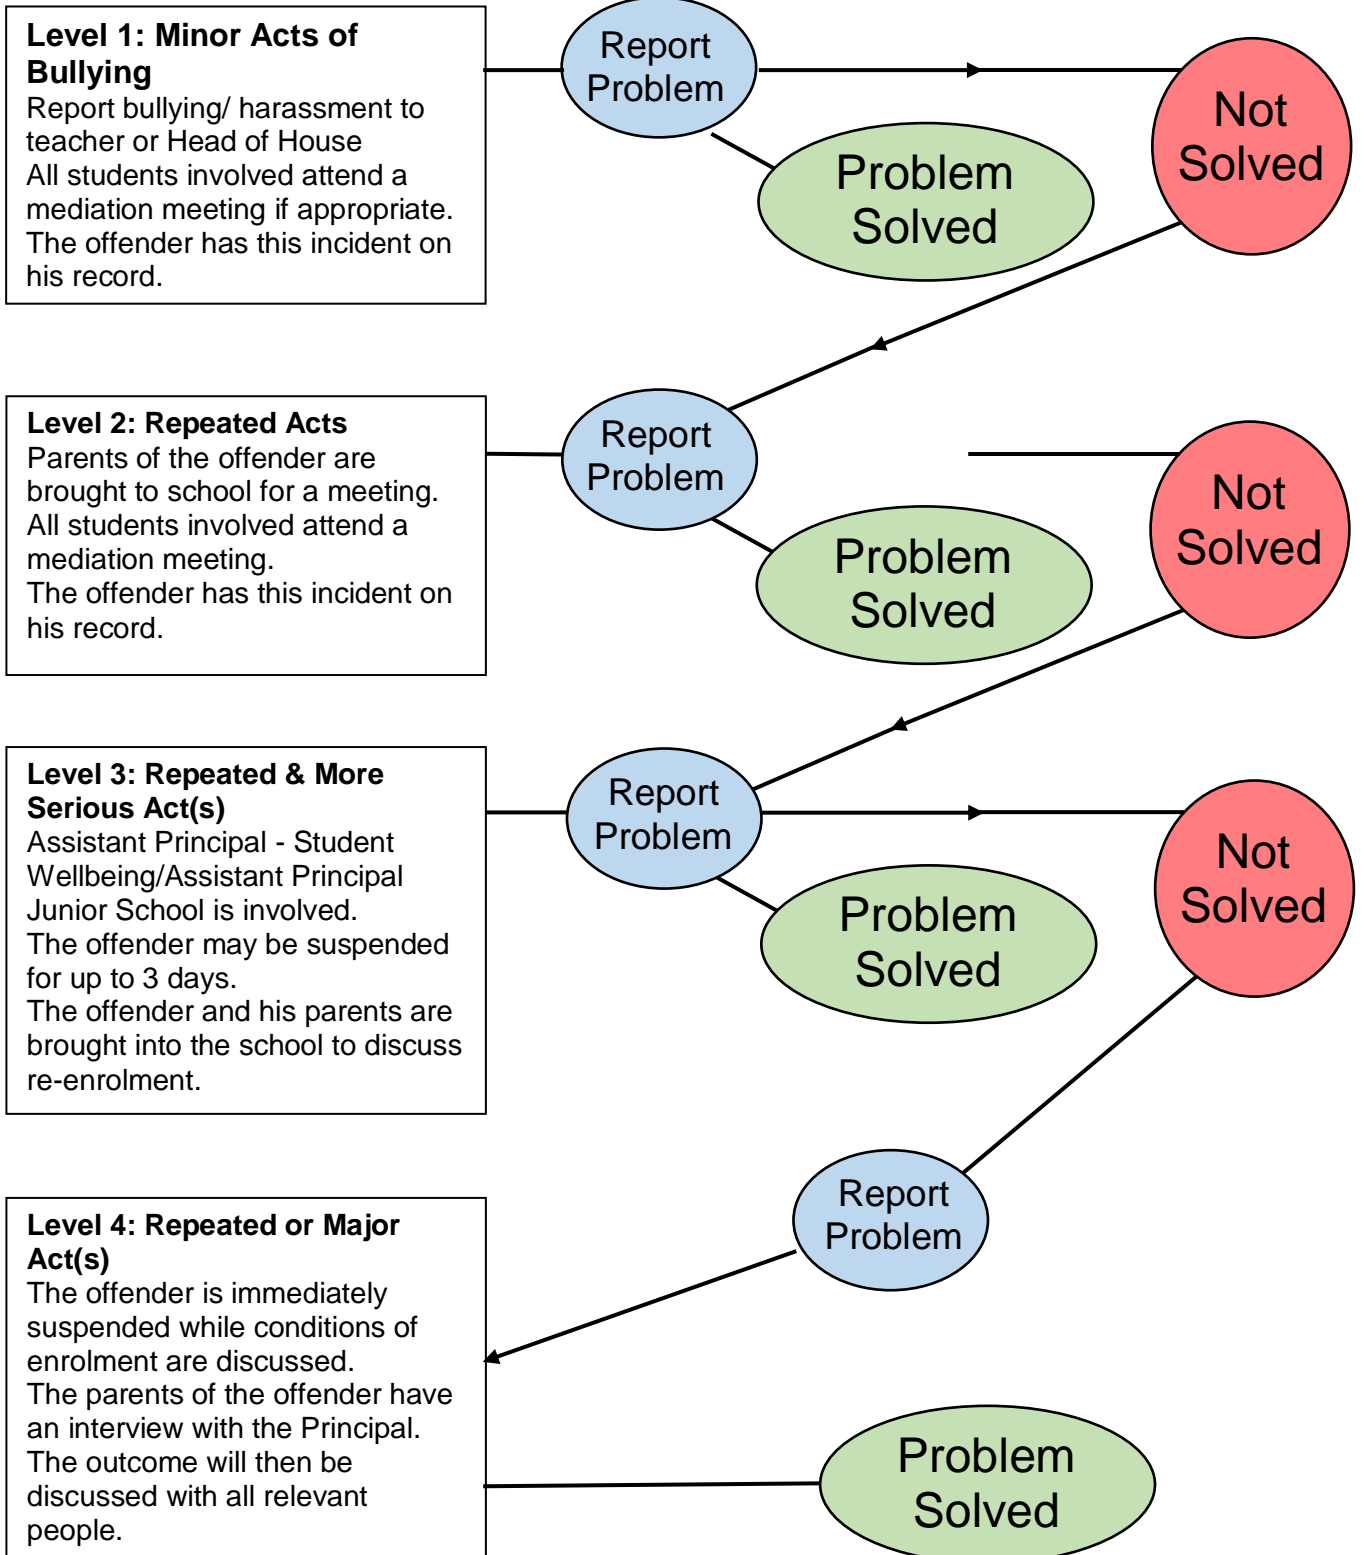 Level 1: Minor Acts of
Bullying
Report bullying/ harassment to
teacher or Head of House
All students involved attend a
mediation meeting if appropriate.
The offender has this incident on
his record.
Report
Problem
Problem
Solved
Not
Solved
Level 2: Repeated Acts
Parents of the offender are
brought to school for a meeting.
All students involved attend a
mediation meeting.
The offender has this incident on
his record.
Report
Problem
Problem
Solved
Not
Solved
Level 3: Repeated & More
Serious Act(s)
Assistant Principal - Student
Wellbeing/Assistant Principal
Junior School is involved.
The offender may be suspended
for up to 3 days.
The offender and his parents are
brought into the school to discuss
re-enrolment.
Report
Problem
Problem
Solved
Not
Solved
Report
Problem
Level 4: Repeated or Major
Act(s)
The offender is immediately
suspended while conditions of
enrolment are discussed.
The parents of the offender have
an interview with the Principal.
The outcome will then be
discussed with all relevant
people.
Problem
Solved